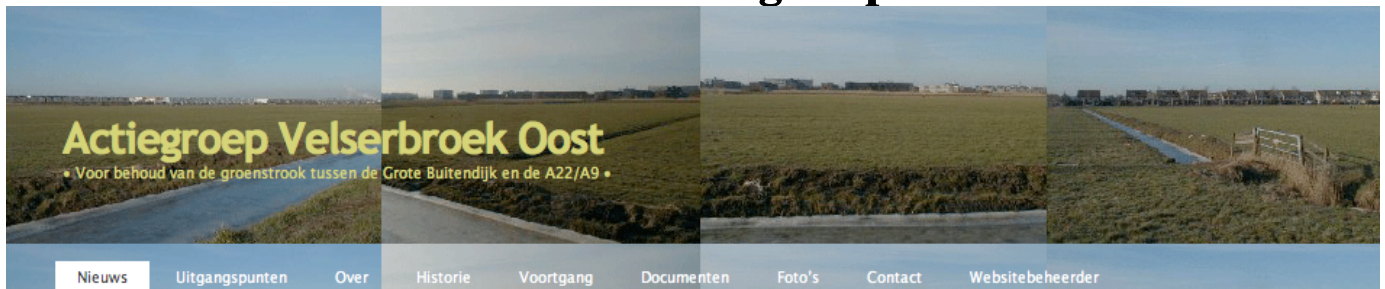 Actiegroep Velserbroek Oost
• Voor behoud van de groenstrook tussen de Grote Buitendijk en de A22/A9 •
Nieuws Uitgangspunten Over Historie Voortgang Documenten Foto's Contact Websitebeheerder